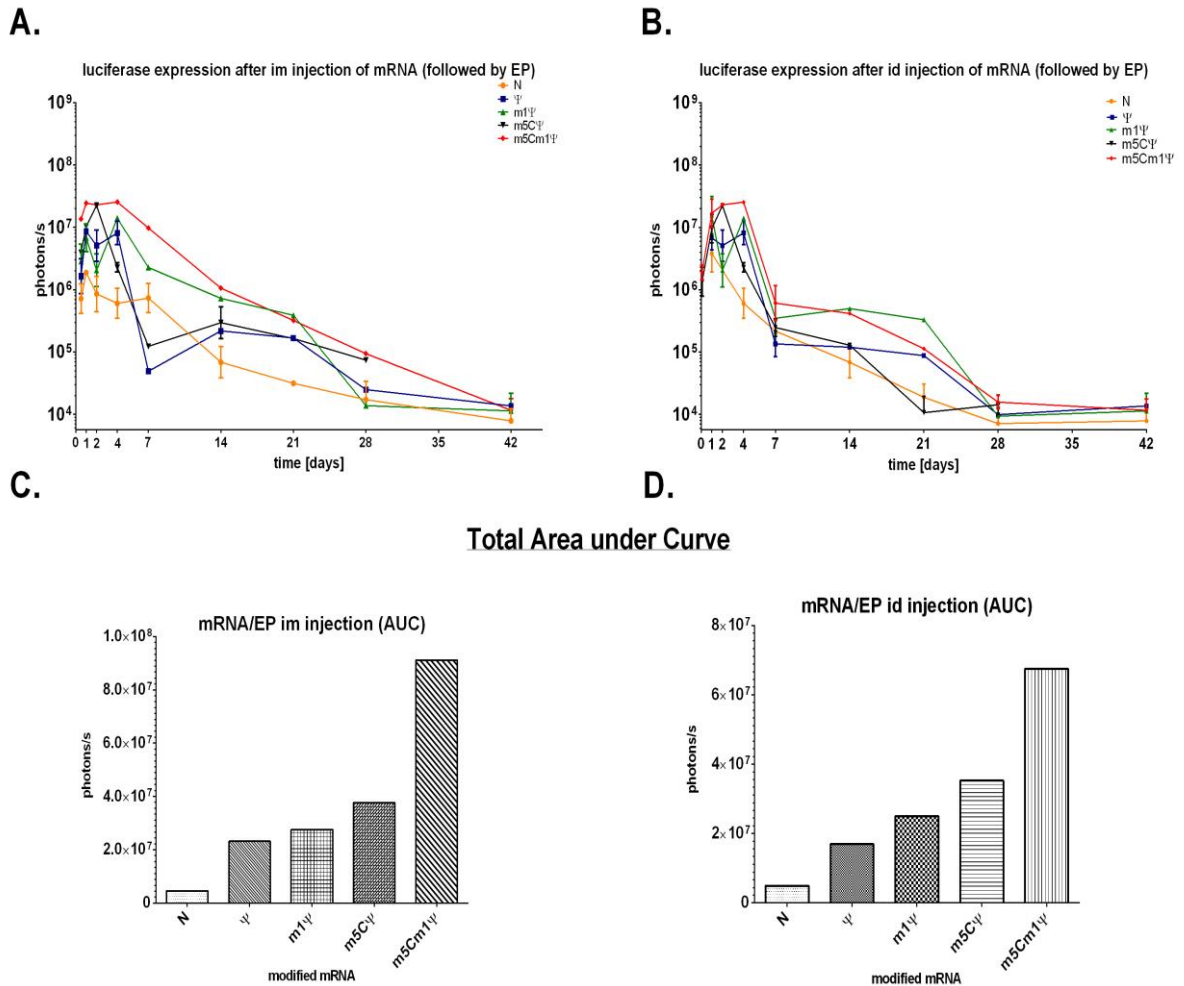 A.
luciferase expression after im injection of mRNA (followed by EP)
N
Ψ
m1Ψ
m5CΨ
m5Cm1Ψ
photons/s
10⁹
10⁸
10⁷
10⁶
10⁵
10⁴
0 1 2 4 7 14 21 28 35 42
time [days]
B.
luciferase expression after id injection of mRNA (followed by EP)
N
Ψ
m1Ψ
m5CΨ
m5Cm1Ψ
photons/s
10⁹
10⁸
10⁷
10⁶
10⁵
10⁴
0 1 2 4 7 14 21 28 35 42
time [days]
C.
D.
Total Area under Curve
mRNA/EP im injection (AUC)
photons/s
1.0×10⁸
8.0×10⁷
6.0×10⁷
4.0×10⁷
2.0×10⁷
0
N Ψ m1Ψ m5CΨ m5Cm1Ψ
modified mRNA
mRNA/EP id injection (AUC)
photons/s
8×10⁷
6×10⁷
4×10⁷
2×10⁷
0
N Ψ m1Ψ m5CΨ m5Cm1Ψ
modified mRNA